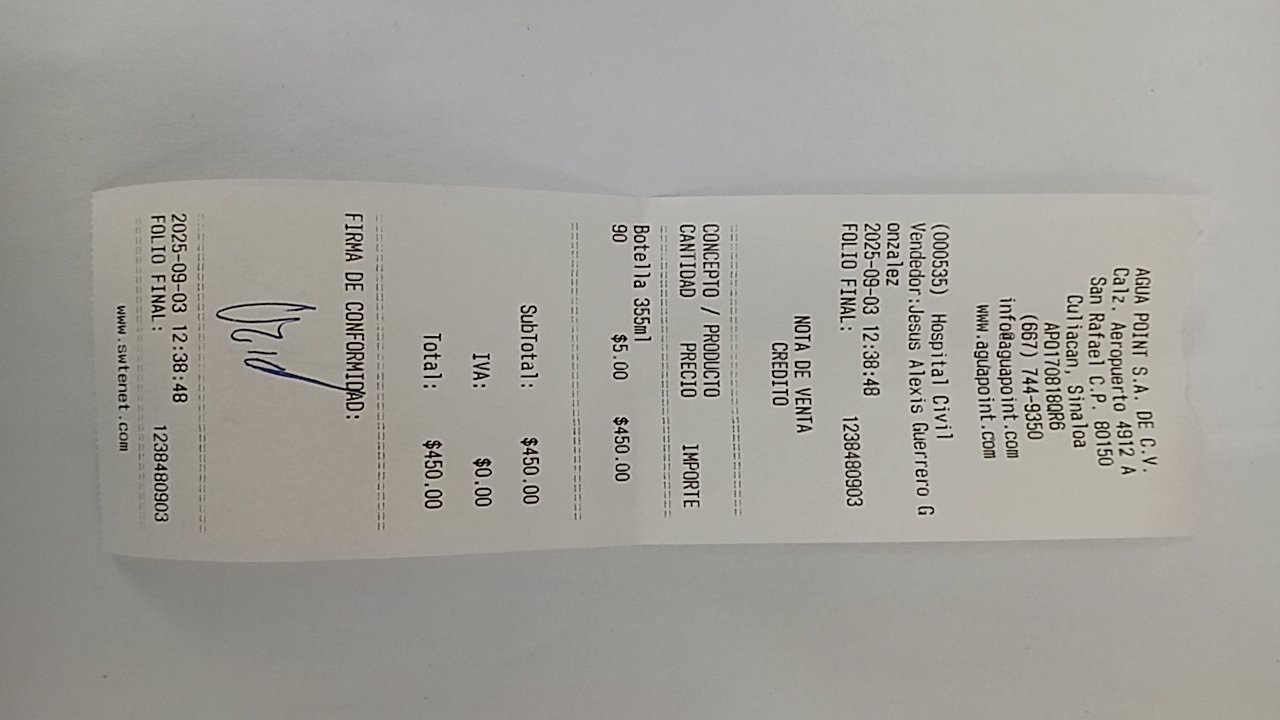 AGUA POINT S.A. DE C.V.
Calz. Aeropuerto 4912 A
San Rafael C.P. 80150
Culiacan, Sinaloa
APO170818QR6
(667) 744-9350
info@aguapoint.com
www.aguapoint.com
(000535) Hospital Civil
Vendedor:Jesus Alexis Guerrero G
onzalez
2025-09-03 12:38:48
FOLIO FINAL: 1238480903
NOTA DE VENTA
CREDITO
CONCEPTO / PRODUCTO
CANTIDAD PRECIO IMPORTE
Botella 355ml
90 $5.00 $450.00
SubTotal: $450.00
IVA: $0.00
Total: $450.00
FIRMA DE CONFORMIDAD:
2025-09-03 12:38:48
FOLIO FINAL: 1238480903
www.swtenet.com